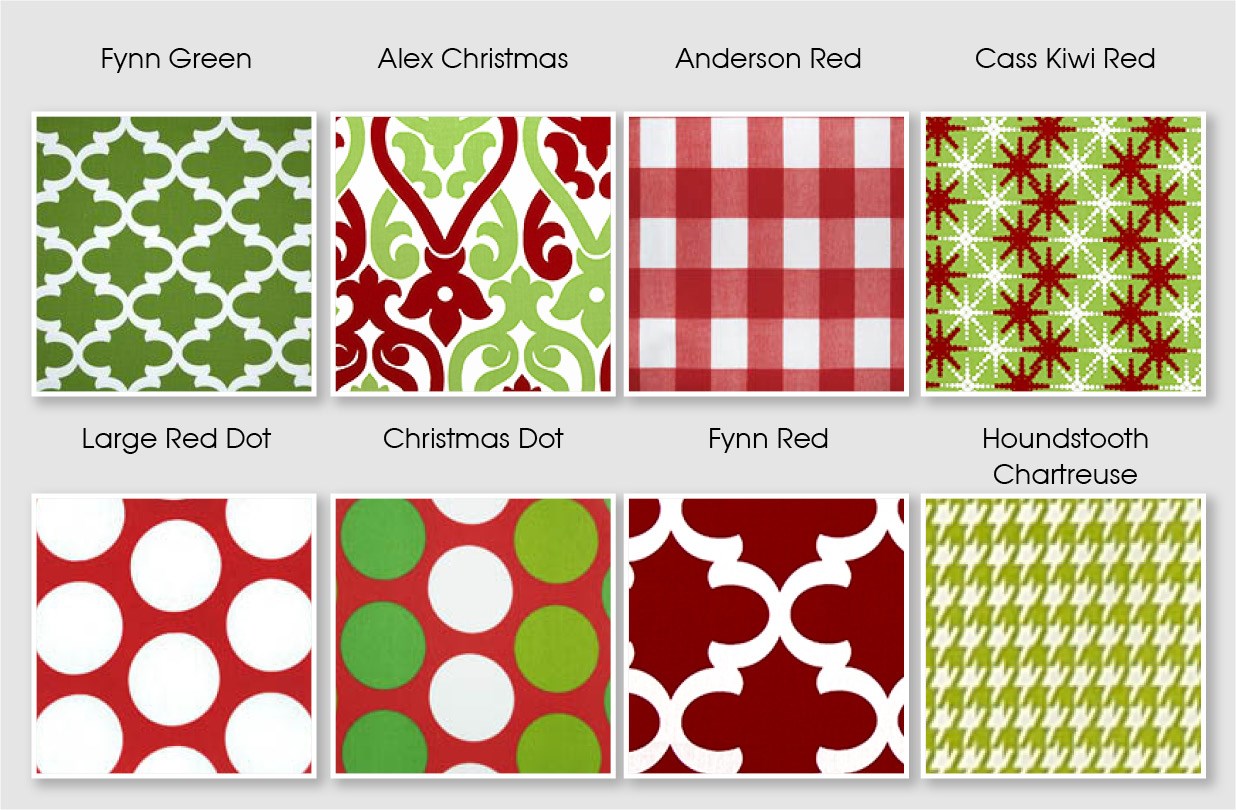 Fynn Green
Alex Christmas
Anderson Red
Cass Kiwi Red
Large Red Dot
Christmas Dot
Fynn Red
Houndstooth
Chartreuse